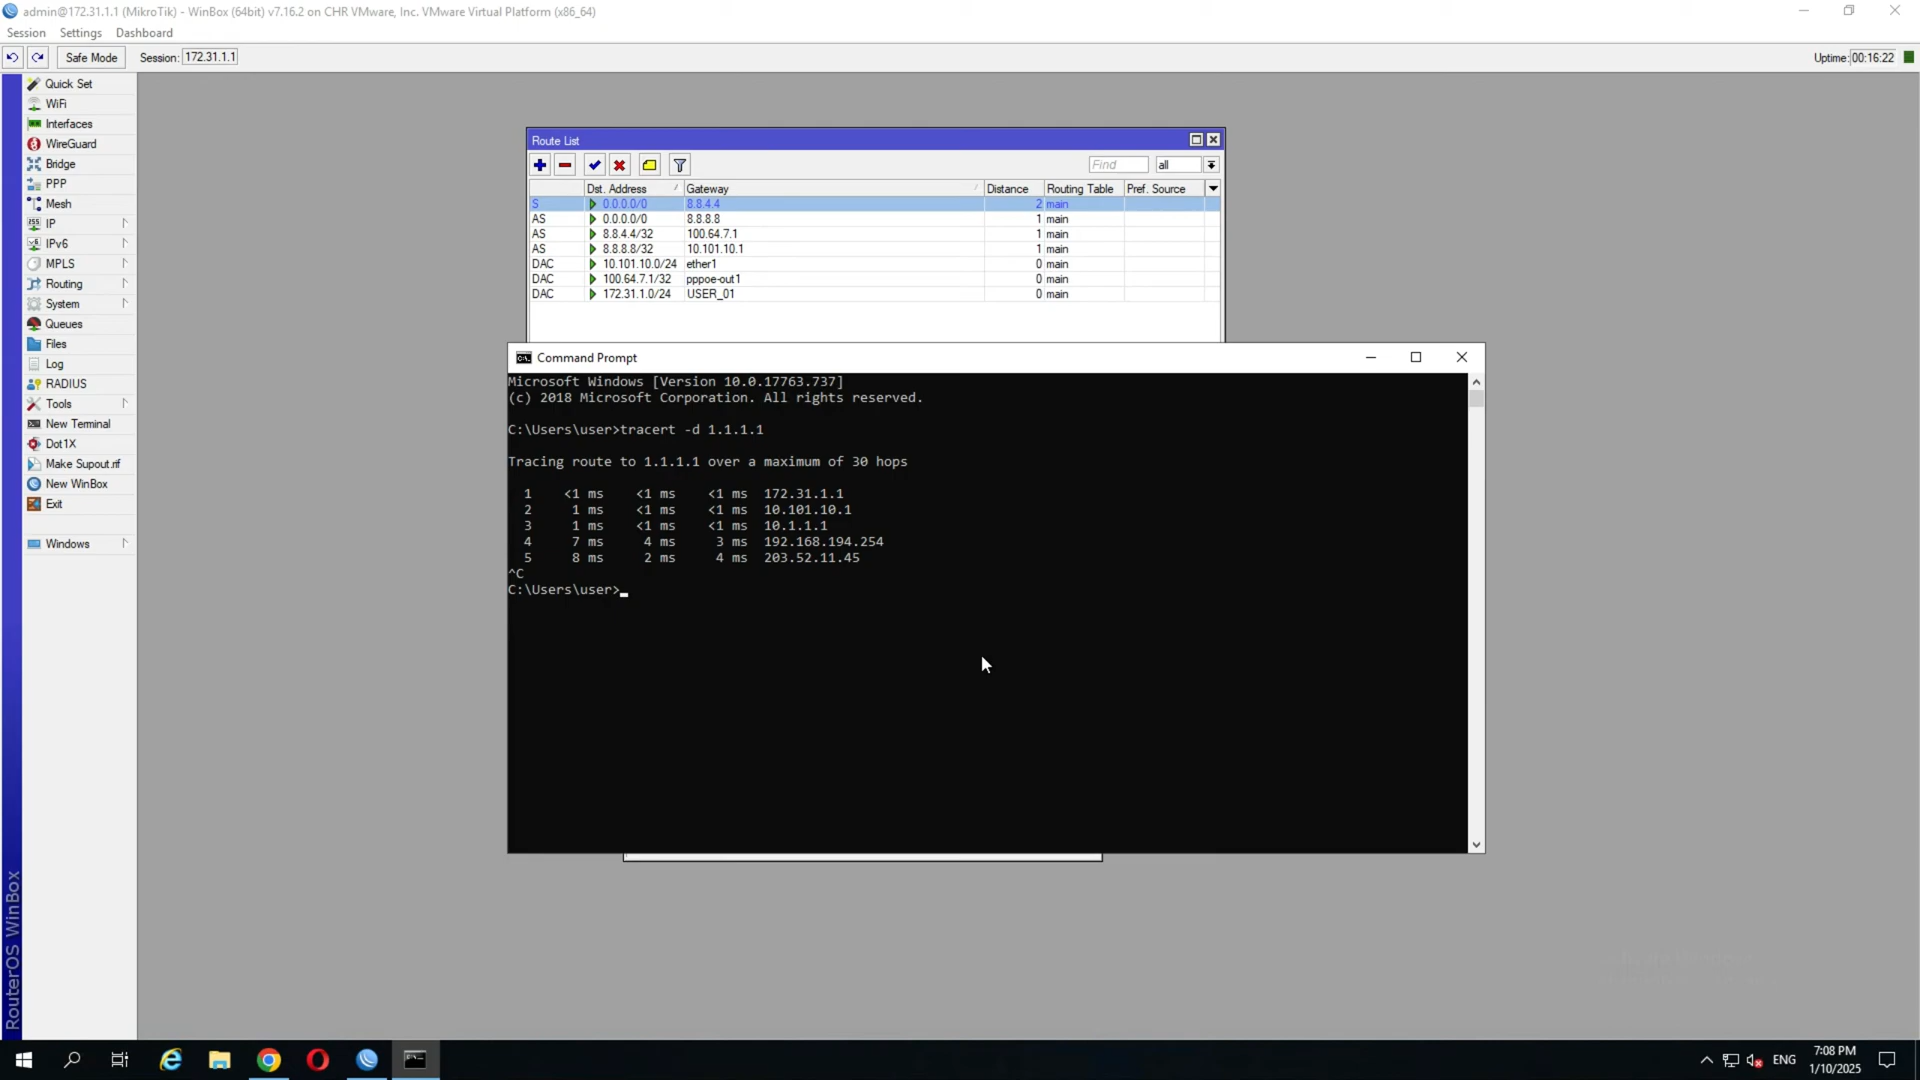 admin@172.31.1.1 (MikroTik) - WinBox (64bit) v7.16.2 on CHR VMware, Inc. VMware Virtual Platform (x86_64)
Session Settings Dashboard
Safe Mode Session: 172.31.1.1 Uptime: 00:16:22
Quick Set
WiFi
Interfaces
WireGuard
Bridge
PPP
Mesh
IP
IPv6
MPLS
Routing
System
Queues
Files
Log
RADIUS
Tools
New Terminal
Dot1X
Make Supout.rif
New WinBox
Exit
Windows
RouterOS WinBox
Route List
Find all
Dst. Address Gateway Distance Routing Table Pref. Source
S 0.0.0.0/0 8.8.4.4 2 main
AS 0.0.0.0/0 8.8.8.8 1 main
AS 8.8.4.4/32 100.64.7.1 1 main
AS 8.8.8.8/32 10.101.10.1 1 main
DAC 10.101.10.0/24 ether1 0 main
DAC 100.64.7.1/32 pppoe-out1 0 main
DAC 172.31.1.0/24 USER_01 0 main
Command Prompt
Microsoft Windows [Version 10.0.17763.737]
(c) 2018 Microsoft Corporation. All rights reserved.
C:\Users\user>tracert -d 1.1.1.1
Tracing route to 1.1.1.1 over a maximum of 30 hops
1 <1 ms <1 ms <1 ms 172.31.1.1
2 1 ms <1 ms <1 ms 10.101.10.1
3 1 ms <1 ms <1 ms 10.1.1.1
4 7 ms 4 ms 3 ms 192.168.194.254
5 8 ms 2 ms 4 ms 203.52.11.45
^C
C:\Users\user>
ENG
7:08 PM
1/10/2025